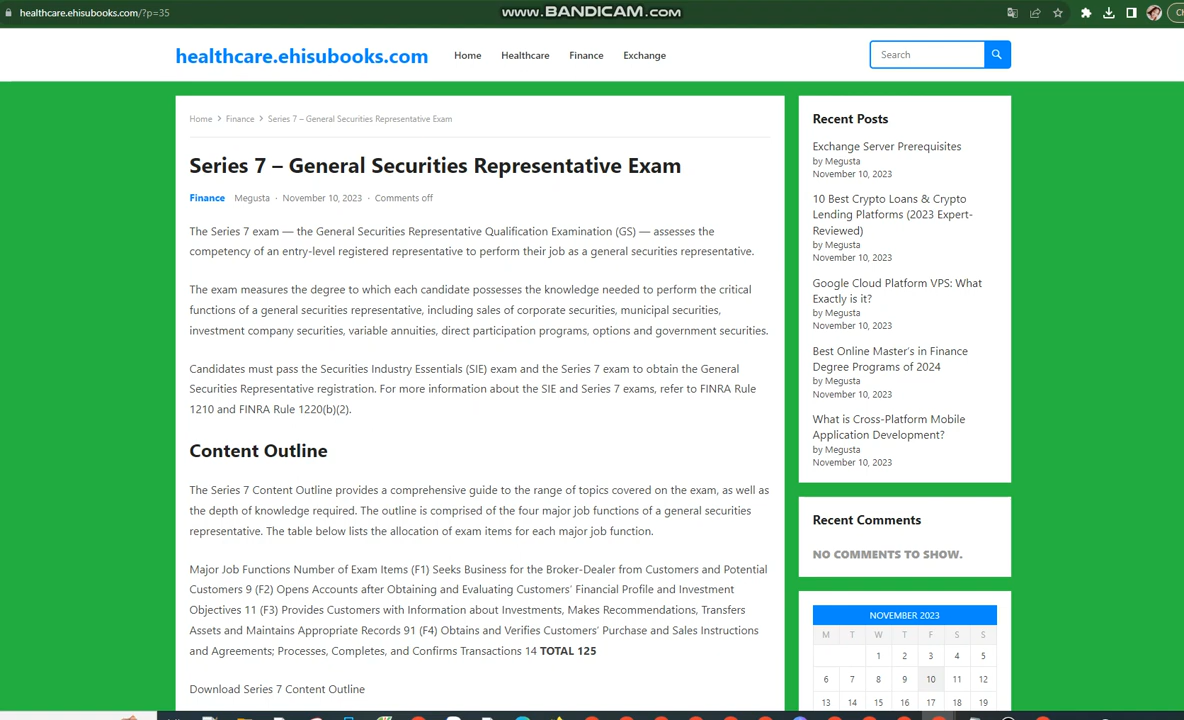 healthcare.ehisubooks.com/?p=35
www.BANDICAM.com
healthcare.ehisubooks.com
Home
Healthcare
Finance
Exchange
Search
Home > Finance > Series 7 – General Securities Representative Exam
Series 7 – General Securities Representative Exam
Finance Megusta · November 10, 2023 · Comments off
The Series 7 exam — the General Securities Representative Qualification Examination (GS) — assesses the
competency of an entry-level registered representative to perform their job as a general securities representative.
The exam measures the degree to which each candidate possesses the knowledge needed to perform the critical
functions of a general securities representative, including sales of corporate securities, municipal securities,
investment company securities, variable annuities, direct participation programs, options and government securities.
Candidates must pass the Securities Industry Essentials (SIE) exam and the Series 7 exam to obtain the General
Securities Representative registration. For more information about the SIE and Series 7 exams, refer to FINRA Rule
1210 and FINRA Rule 1220(b)(2).
Content Outline
The Series 7 Content Outline provides a comprehensive guide to the range of topics covered on the exam, as well as
the depth of knowledge required. The outline is comprised of the four major job functions of a general securities
representative. The table below lists the allocation of exam items for each major job function.
Major Job Functions Number of Exam Items (F1) Seeks Business for the Broker-Dealer from Customers and Potential
Customers 9 (F2) Opens Accounts after Obtaining and Evaluating Customers' Financial Profile and Investment
Objectives 11 (F3) Provides Customers with Information about Investments, Makes Recommendations, Transfers
Assets and Maintains Appropriate Records 91 (F4) Obtains and Verifies Customers' Purchase and Sales Instructions
and Agreements; Processes, Completes, and Confirms Transactions 14 TOTAL 125
Download Series 7 Content Outline
Recent Posts
Exchange Server Prerequisites
by Megusta
November 10, 2023
10 Best Crypto Loans & Crypto
Lending Platforms (2023 Expert-
Reviewed)
by Megusta
November 10, 2023
Google Cloud Platform VPS: What
Exactly is it?
by Megusta
November 10, 2023
Best Online Master's in Finance
Degree Programs of 2024
by Megusta
November 10, 2023
What is Cross-Platform Mobile
Application Development?
by Megusta
November 10, 2023
Recent Comments
NO COMMENTS TO SHOW.
NOVEMBER 2023
M T W T F S S
1 2 3 4 5
6 7 8 9 10 11 12
13 14 15 16 17 18 19